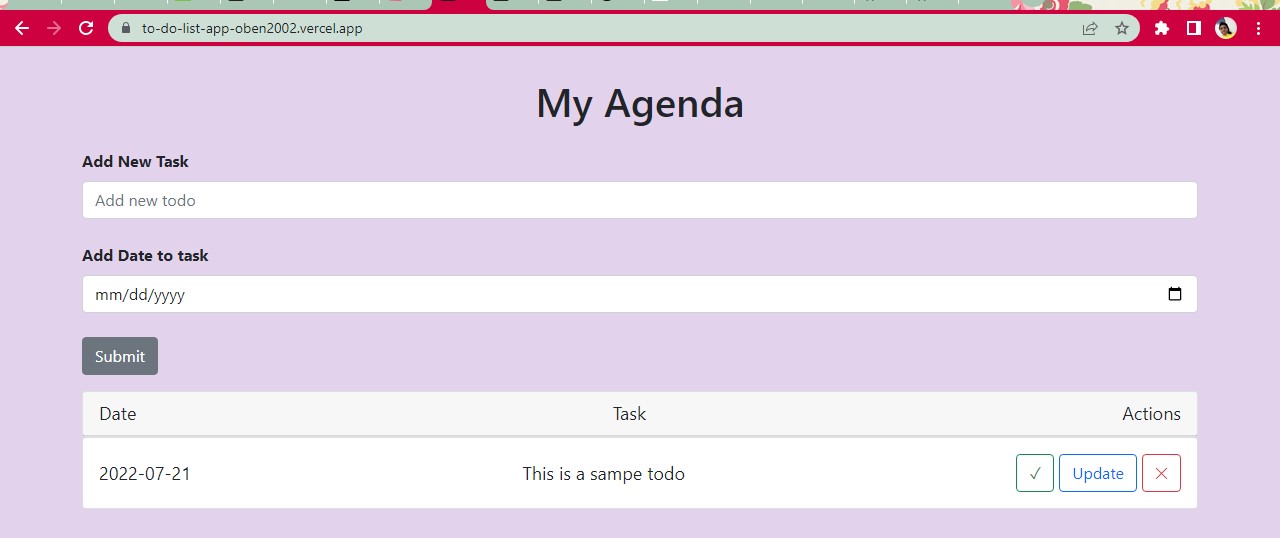 to-do-list-app-oben2002.vercel.app
My Agenda
Add New Task
Add new todo
Add Date to task
mm/dd/yyyy
Submit
Date Task Actions
2022-07-21 This is a sampe todo ✓ Update ✕